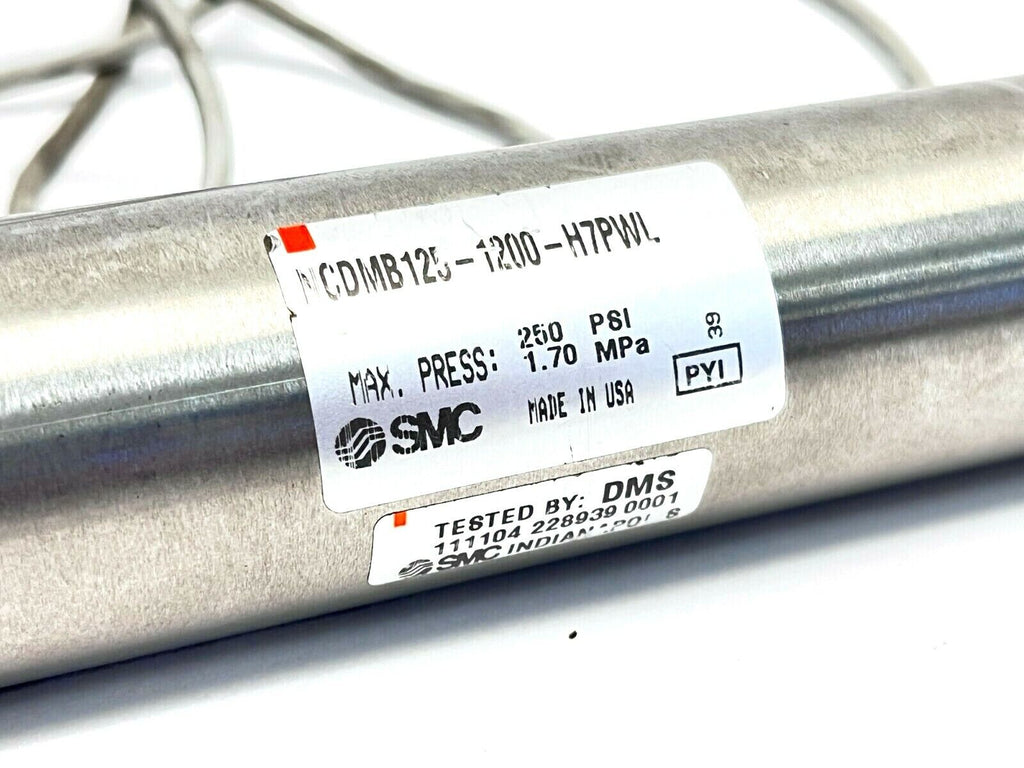 NCDMB125-1200-H7PWL
MAX. PRESS: 250 PSI
1.70 MPa
39
SMC
MADE IN USA
PYI
TESTED BY: DMS
111104 228939 0001
SMC INDIANAPOLIS